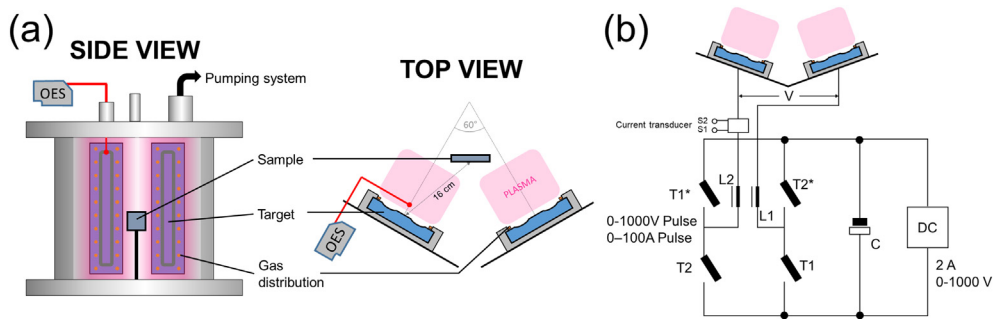 (a)
SIDE VIEW
OES
Pumping system
TOP VIEW
60°
Sample
16 cm
PLASMA
Target
OES
Gas
distribution
(b)
V
Current transducer
S2
S1
T1*
L2
T2*
L1
0-1000V Pulse
0–100A Pulse
C
DC
T2
T1
2 A
0-1000 V